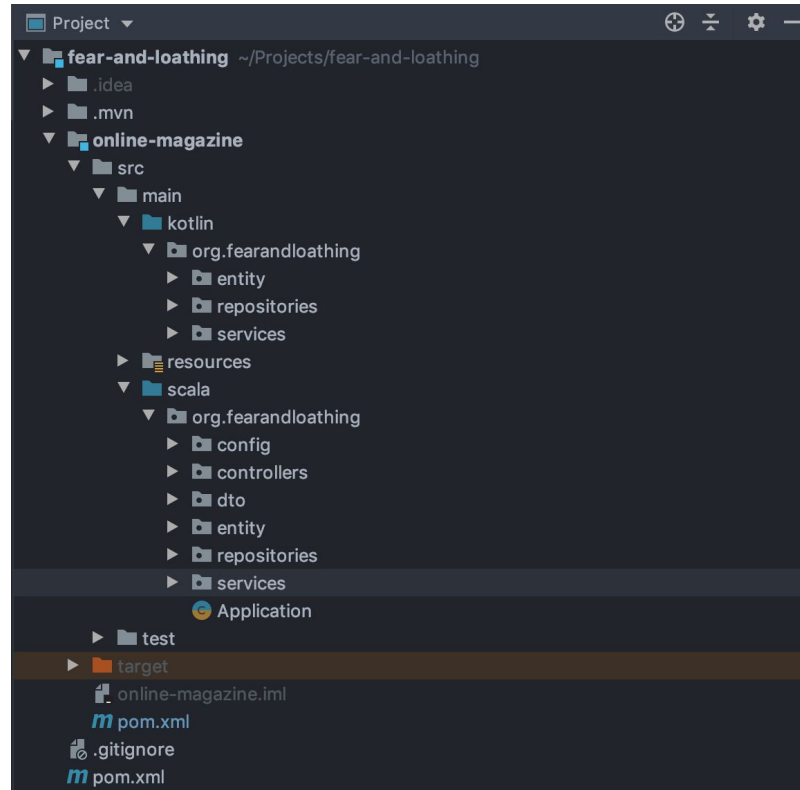 Project
fear-and-loathing ~/Projects/fear-and-loathing
.idea
.mvn
online-magazine
src
main
kotlin
org.fearandloathing
entity
repositories
services
resources
scala
org.fearandloathing
config
controllers
dto
entity
repositories
services
C Application
test
target
online-magazine.iml
m pom.xml
.gitignore
m pom.xml